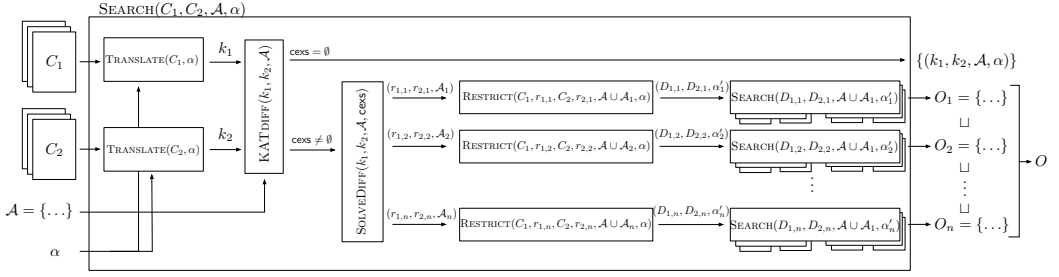 SEARCH(C₁, C₂, 𝒜, α)
C₁
TRANSLATE(C₁, α)
k₁
KATDIFF(k₁, k₂, 𝒜)
cexs = ∅
{(k₁, k₂, 𝒜, α)}
C₂
TRANSLATE(C₂, α)
k₂
cexs ≠ ∅
SOLVEDIFF(k₁, k₂, 𝒜, cexs)
(r₁,₁, r₂,₁, 𝒜₁)
RESTRICT(C₁, r₁,₁, C₂, r₂,₁, 𝒜 ∪ 𝒜₁, α)
(D₁,₁, D₂,₁, α′₁)
SEARCH(D₁,₁, D₂,₁, 𝒜 ∪ 𝒜₁, α′₁)
O₁ = {...}
⊔
(r₁,₂, r₂,₂, 𝒜₂)
RESTRICT(C₁, r₁,₂, C₂, r₂,₂, 𝒜 ∪ 𝒜₁, α)
(D₁,₂, D₂,₂, α′₂)
SEARCH(D₁,₂, D₂,₂, 𝒜 ∪ 𝒜₁, α′₂)
O₂ = {...}
O
⊔
⋮
⋮
⊔
𝒜 = {...}
(r₁,ₙ, r₂,ₙ, 𝒜ₙ)
RESTRICT(C₁, r₁,ₙ, C₂, r₂,ₙ, 𝒜 ∪ 𝒜ₙ, α)
(D₁,ₙ, D₂,ₙ, α′ₙ)
SEARCH(D₁,ₙ, D₂,ₙ, 𝒜 ∪ 𝒜₁, α′ₙ)
Oₙ = {...}
α